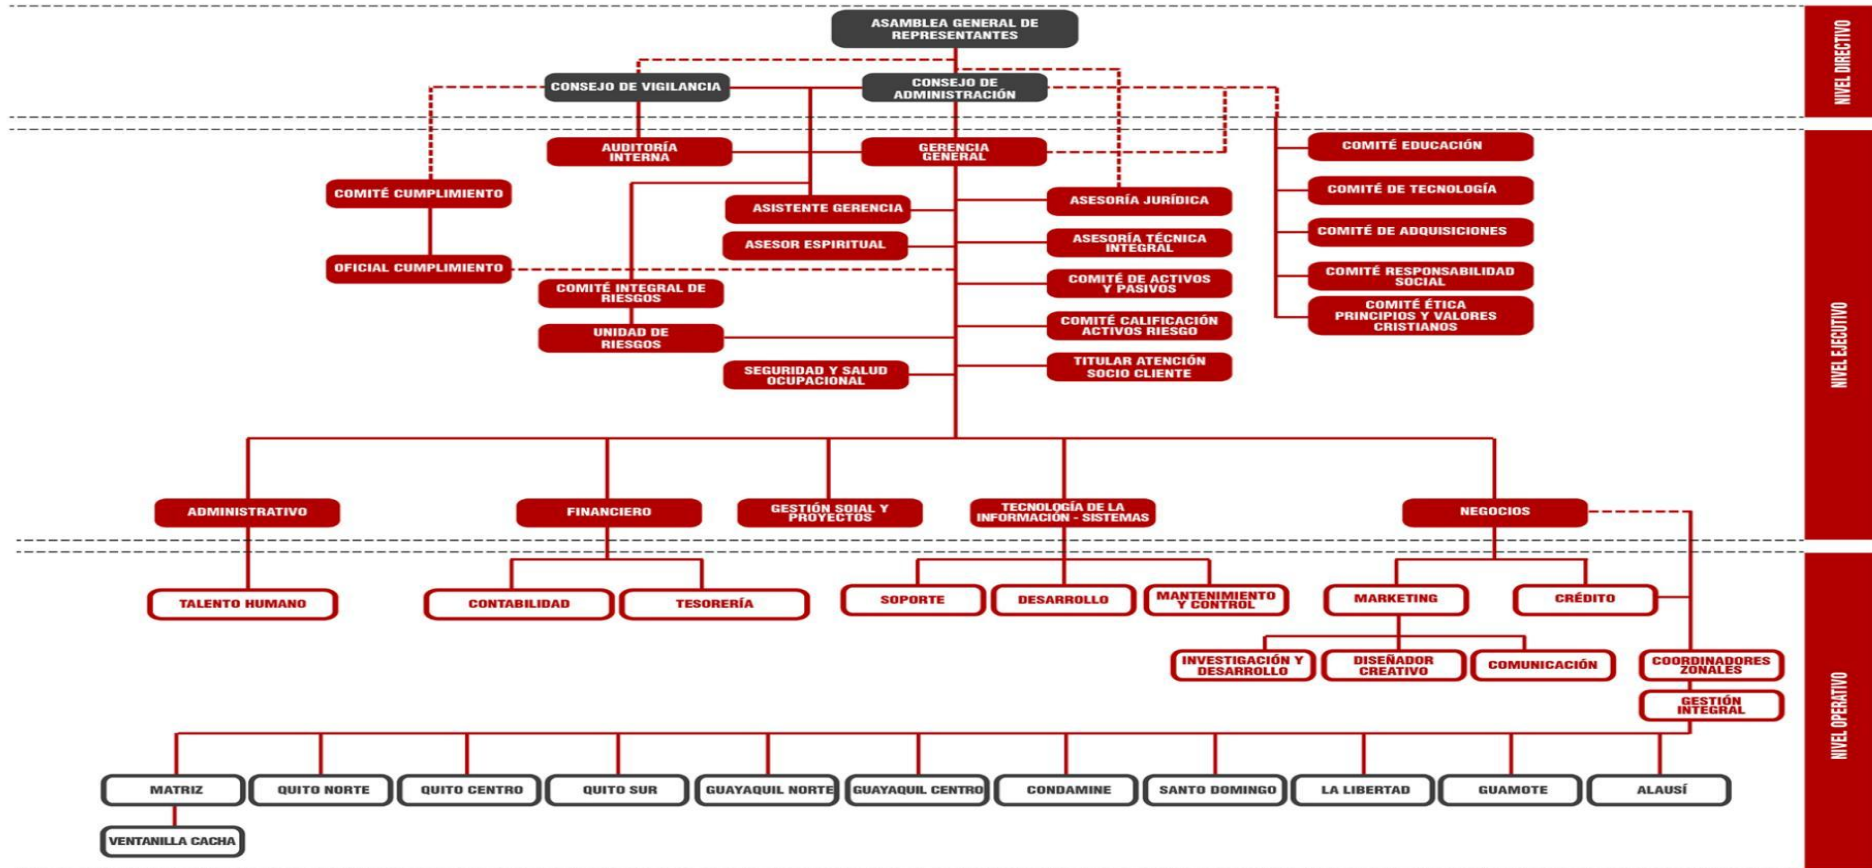 ASAMBLEA GENERAL DE
REPRESENTANTES
CONSEJO DE VIGILANCIA
CONSEJO DE
ADMINISTRACIÓN
NIVEL DIRECTIVO
AUDITORÍA
INTERNA
GERENCIA
GENERAL
COMITÉ EDUCACIÓN
COMITÉ CUMPLIMIENTO
ASISTENTE GERENCIA
ASESORÍA JURÍDICA
COMITÉ DE TECNOLOGÍA
ASESOR ESPIRITUAL
ASESORÍA TÉCNICA
INTEGRAL
COMITÉ DE ADQUISICIONES
OFICIAL CUMPLIMIENTO
COMITÉ INTEGRAL DE
RIESGOS
COMITÉ DE ACTIVOS
Y PASIVOS
COMITÉ RESPONSABILIDAD
SOCIAL
UNIDAD DE
RIESGOS
COMITÉ CALIFICACIÓN
ACTIVOS RIESGO
COMITÉ ÉTICA
PRINCIPIOS Y VALORES
CRISTIANOS
SEGURIDAD Y SALUD
OCUPACIONAL
TITULAR ATENCIÓN
SOCIO CLIENTE
NIVEL EJECUTIVO
ADMINISTRATIVO
FINANCIERO
GESTIÓN SOIAL Y
PROYECTOS
TECNOLOGÍA DE LA
INFORMACIÓN - SISTEMAS
NEGOCIOS
TALENTO HUMANO
CONTABILIDAD
TESORERÍA
SOPORTE
DESARROLLO
MANTENIMIENTO
Y CONTROL
MARKETING
CRÉDITO
INVESTIGACIÓN Y
DESARROLLO
DISEÑADOR
CREATIVO
COMUNICACIÓN
COORDINADORES
ZONALES
GESTIÓN
INTEGRAL
NIVEL OPERATIVO
MATRIZ
QUITO NORTE
QUITO CENTRO
QUITO SUR
GUAYAQUIL NORTE
GUAYAQUIL CENTRO
CONDAMINE
SANTO DOMINGO
LA LIBERTAD
GUAMOTE
ALAUSÍ
VENTANILLA CACHA